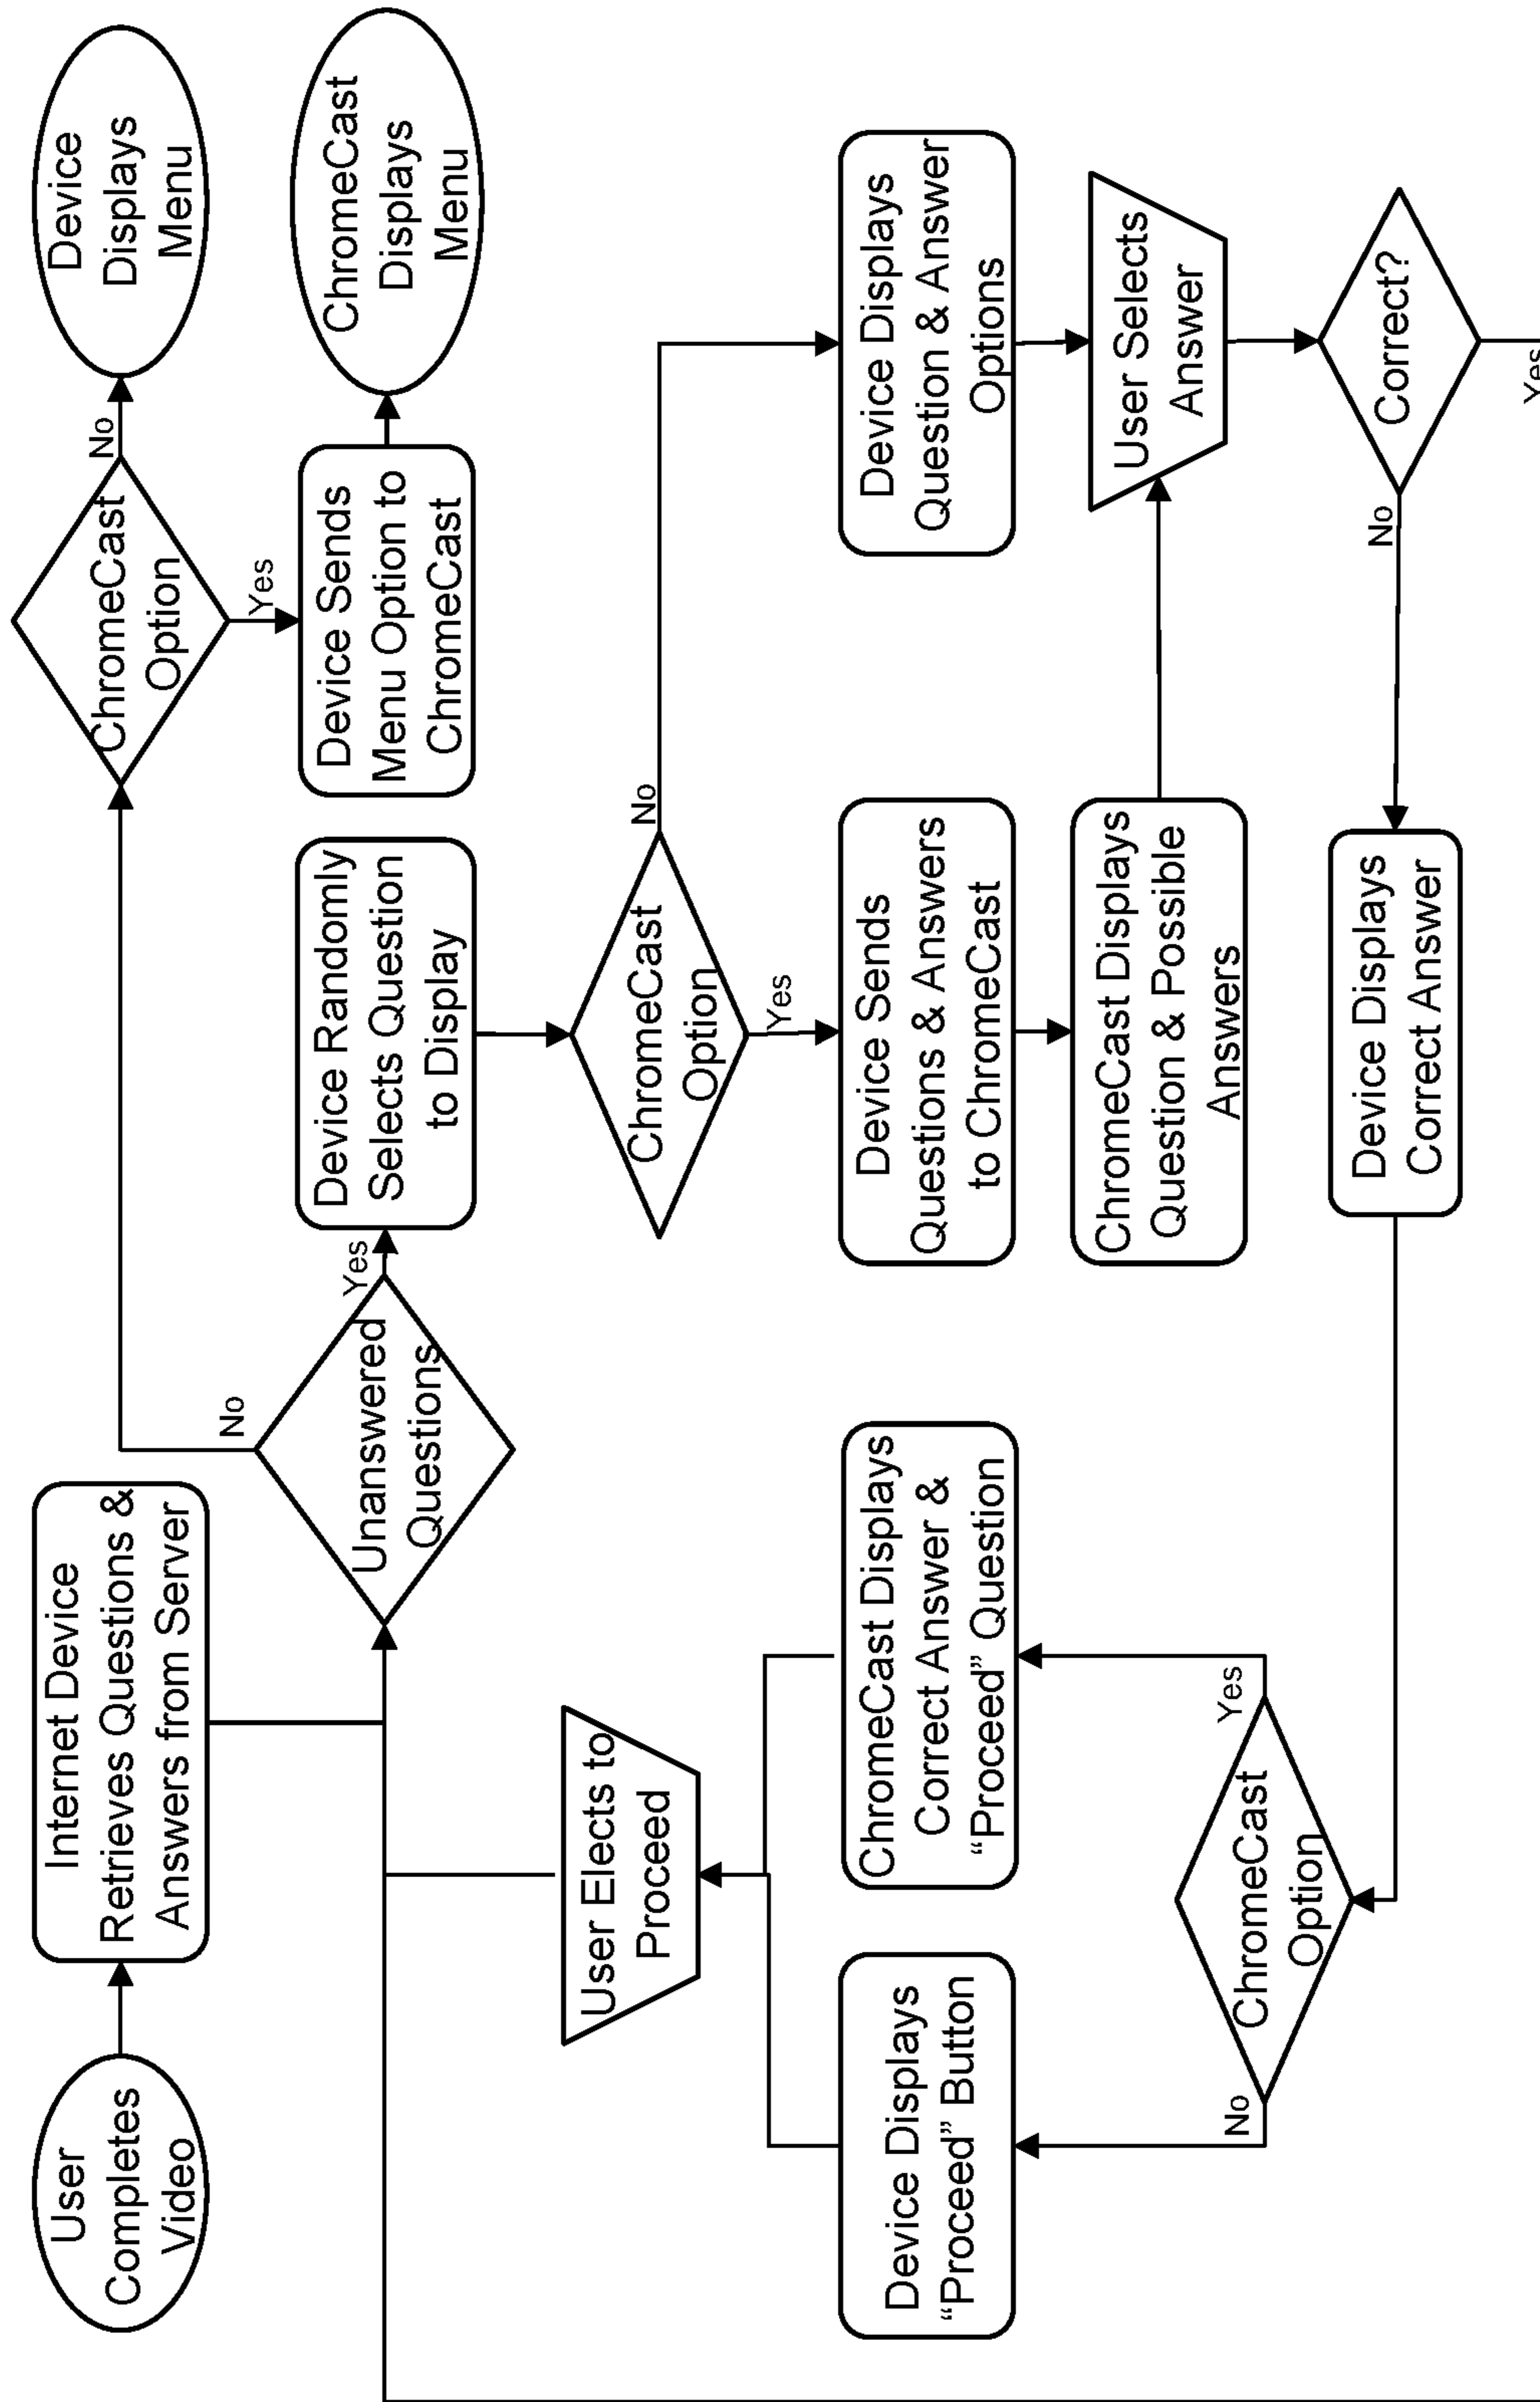 User
Completes
Video
Internet Device
Retrieves Questions &
Answers from Server
ChromeCast
Option
No
Device
Displays
Menu
Yes
Device Sends
Menu Option to
ChromeCast
ChromeCast
Displays
Menu
No
Unanswered
Questions
Yes
Device Randomly
Selects Question
to Display
User Elects to
Proceed
ChromeCast
Option
No
Yes
Device Displays
“Proceed” Button
ChromeCast Displays
Correct Answer &
“Proceed” Question
Device Sends
Questions & Answers
to ChromeCast
Device Displays
Question & Answer
Options
ChromeCast Displays
Question & Possible
Answers
User Selects
Answer
No
ChromeCast
Option
Yes
Device Displays
Correct Answer
No
Correct?
Yes